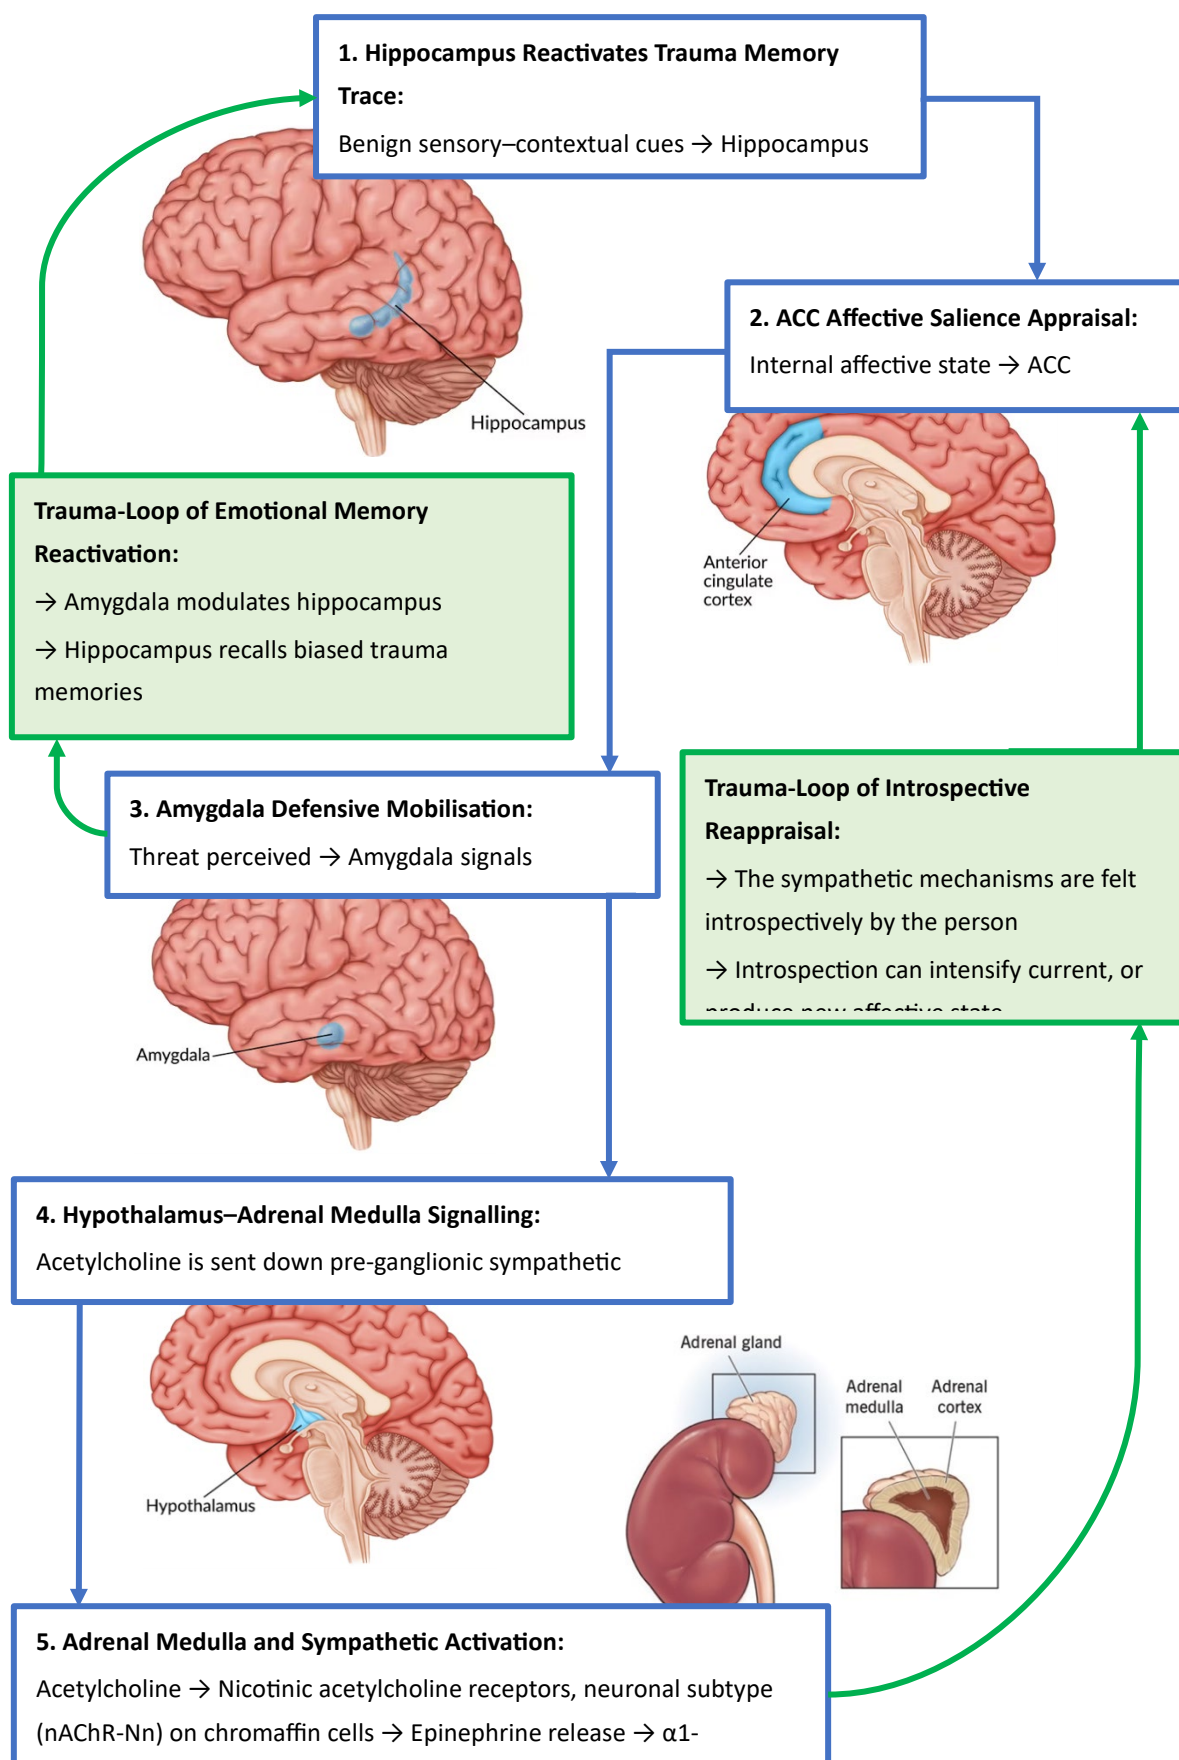 1. Hippocampus Reactivates Trauma Memory
Trace:
Benign sensory–contextual cues → Hippocampus
Hippocampus
2. ACC Affective Salience Appraisal:
Internal affective state → ACC
Anterior
cingulate
cortex
Trauma-Loop of Emotional Memory
Reactivation:
→ Amygdala modulates hippocampus
→ Hippocampus recalls biased trauma
memories
3. Amygdala Defensive Mobilisation:
Threat perceived → Amygdala signals
Amygdala
Trauma-Loop of Introspective
Reappraisal:
→ The sympathetic mechanisms are felt
introspectively by the person
→ Introspection can intensify current, or
produce new affective state
4. Hypothalamus–Adrenal Medulla Signalling:
Acetylcholine is sent down pre-ganglionic sympathetic
Hypothalamus
Adrenal gland
Adrenal
medulla
Adrenal
cortex
5. Adrenal Medulla and Sympathetic Activation:
Acetylcholine → Nicotinic acetylcholine receptors, neuronal subtype
(nAChR-Nn) on chromaffin cells → Epinephrine release → α1-